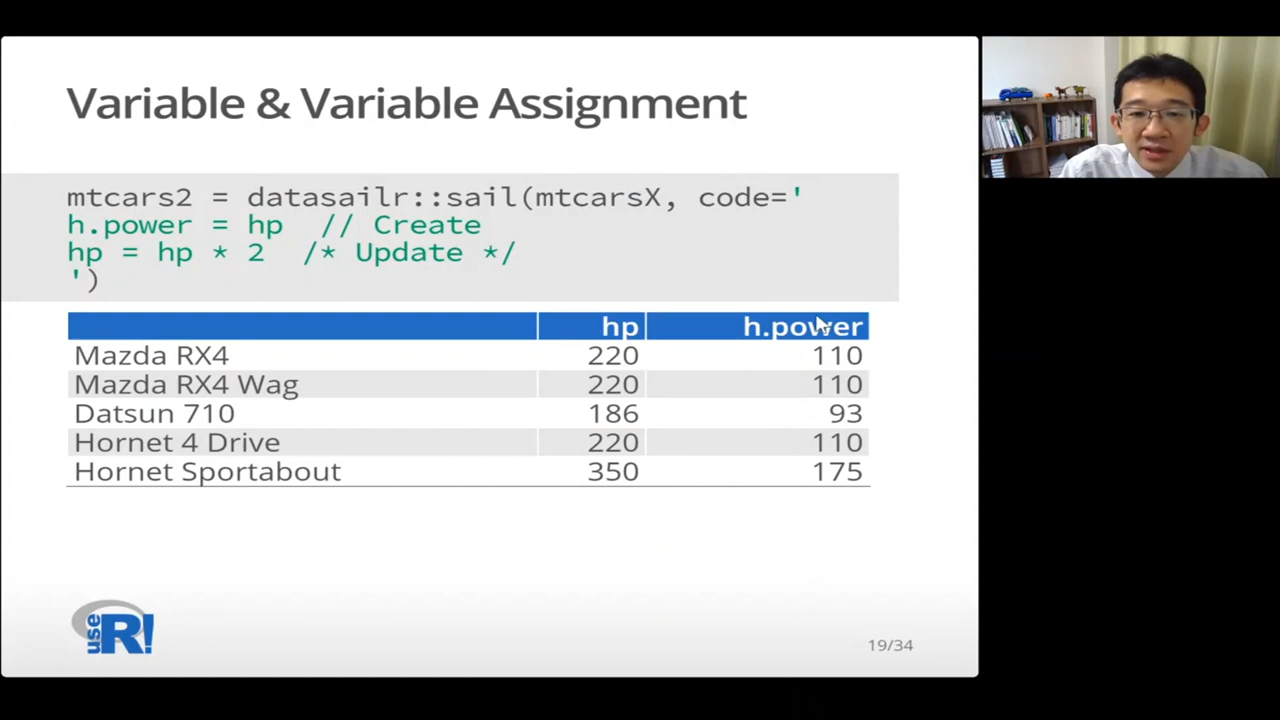 Variable & Variable Assignment
mtcars2 = datasailr::sail(mtcarsX, code='
h.power = hp // Create
hp = hp * 2 /* Update */
')
hp h.power
Mazda RX4 220 110
Mazda RX4 Wag 220 110
Datsun 710 186 93
Hornet 4 Drive 220 110
Hornet Sportabout 350 175
use R!
19/34